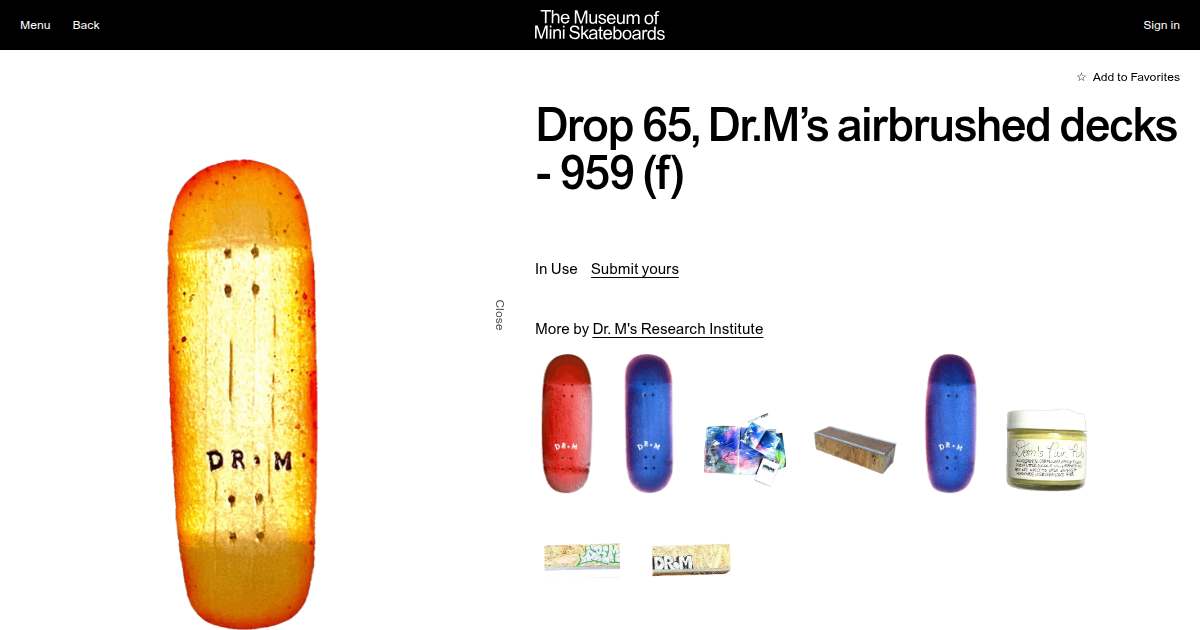 Menu
Back
The Museum of
Mini Skateboards
Sign in
☆ Add to Favorites
Drop 65, Dr.M’s airbrushed decks
- 959 (f)
In Use
Submit yours
Close
More by Dr. M's Research Institute
DR•M
DR•M
DR•M
DR•M
DR•M